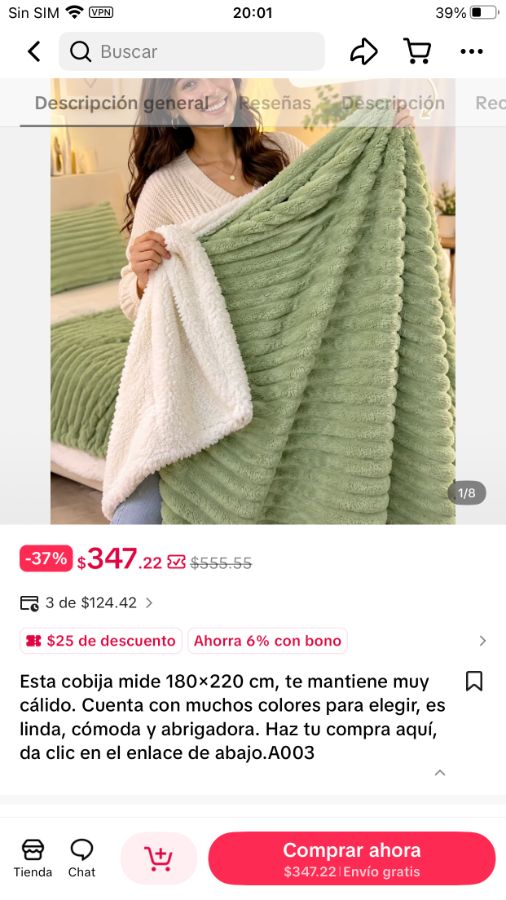 Sin SIM VPN 20:01 39%
Buscar
Descripción general Reseñas Descripción Rec
1/8
-37% $347.22 $555.55
3 de $124.42
$25 de descuento Ahorra 6% con bono
Esta cobija mide 180×220 cm, te mantiene muy
cálido. Cuenta con muchos colores para elegir, es
linda, cómoda y abrigadora. Haz tu compra aquí,
da clic en el enlace de abajo.A003
Tienda Chat
Comprar ahora
$347.22 | Envío gratis